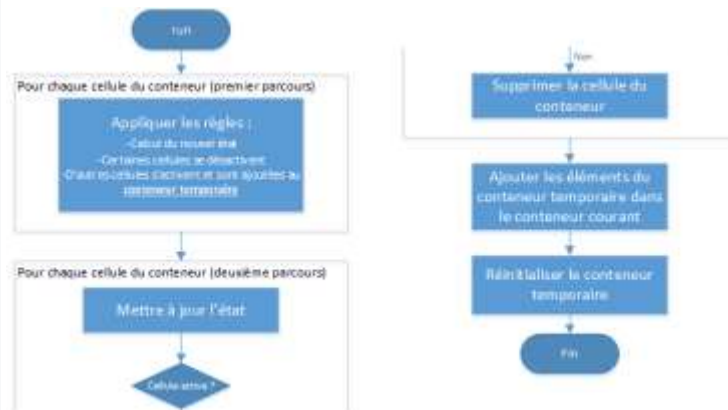 run
Pour chaque cellule du conteneur (premier parcours)
Appliquer les règles :
-Calcul du nouvel état
-Certaines cellules se désactivent
-D'autres cellules s'activent et sont ajoutées au
conteneur temporaire
Pour chaque cellule du conteneur (deuxième parcours)
Mettre à jour l'état
Cellule active ?
Non
Supprimer la cellule du
conteneur
Ajouter les éléments du
conteneur temporaire dans
le conteneur courant
Réinitialiser le conteneur
temporaire
Fin